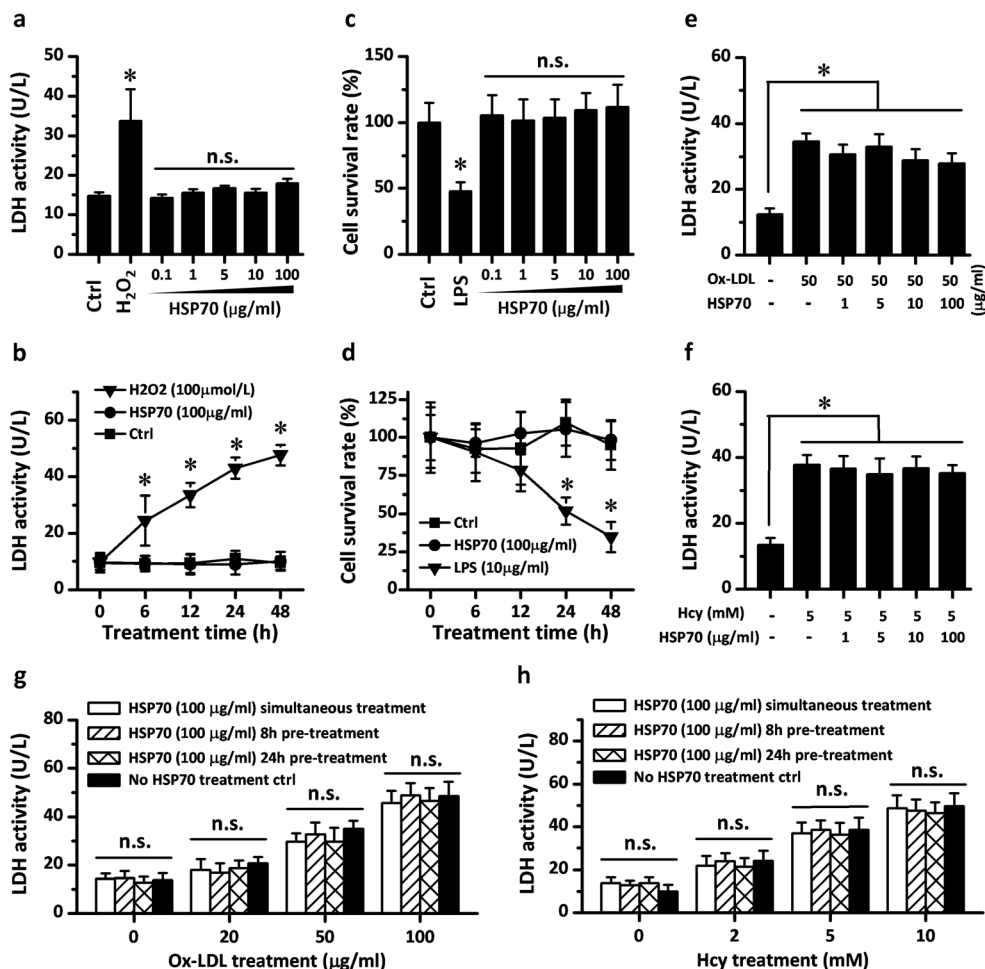 a
LDH activity (U/L)
50
40
30
20
10
0
*
n.s.
Ctrl
H₂O₂
0.1 1 5 10 100
HSP70 (μg/ml)
c
Cell survival rate (%)
150
100
50
0
*
n.s.
Ctrl
LPS
0.1 1 5 10 100
HSP70 (μg/ml)
e
LDH activity (U/L)
60
40
20
0
*
Ox-LDL - 50 50 50 50 50
HSP70 - - 1 5 10 100
(μg/ml)
b
LDH activity (U/L)
60
40
20
0
H2O2 (100μmol/L)
HSP70 (100μg/ml)
Ctrl
* * * *
0 6 12 24 48
Treatment time (h)
d
Cell survival rate (%)
125
100
75
50
25
0
* *
Ctrl
HSP70 (100μg/ml)
LPS (10μg/ml)
0 6 12 24 48
Treatment time (h)
f
LDH activity (U/L)
60
40
20
0
*
Hcy (mM) - 5 5 5 5 5
HSP70 (μg/ml) - - 1 5 10 100
g
LDH activity (U/L)
80
60
40
20
0
HSP70 (100 μg/ml) simultaneous treatment
HSP70 (100 μg/ml) 8h pre-treatment
HSP70 (100 μg/ml) 24h pre-treatment
No HSP70 treatment ctrl
n.s. n.s. n.s. n.s.
0 20 50 100
Ox-LDL treatment (μg/ml)
h
LDH activity (U/L)
80
60
40
20
0
HSP70 (100 μg/ml) simultaneous treatment
HSP70 (100 μg/ml) 8h pre-treatment
HSP70 (100 μg/ml) 24h pre-treatment
No HSP70 treatment ctrl
n.s. n.s. n.s. n.s.
0 2 5 10
Hcy treatment (mM)